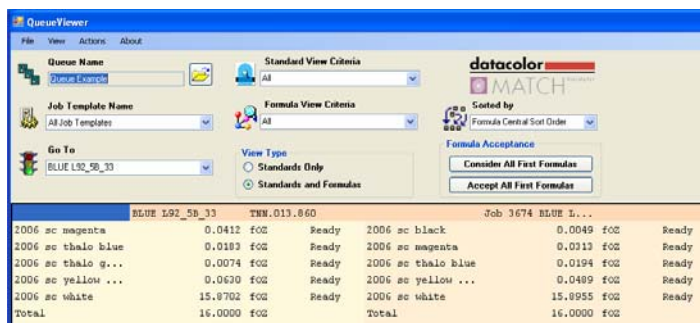 QueueViewer
File View Actions About
Queue Name
Queue Example
Standard View Criteria
All
datacolor
MATCH
Job Template Name
All Job Templates
Formula View Criteria
All
Sorted by
Formula Central Sort Order
Go To
BLUE L92_5B_33
View Type
Standards Only
Standards and Formulas
Formula Acceptance
Consider All First Formulas
Accept All First Formulas
BLUE L92_5B_33 TNN.013.860 Job 3674 BLUE L...
2006 sc magenta 0.0412 fOZ Ready 2006 sc black 0.0049 fOZ Ready
2006 sc thalo blue 0.0183 fOZ Ready 2006 sc magenta 0.0313 fOZ Ready
2006 sc thalo g... 0.0074 fOZ Ready 2006 sc thalo blue 0.0194 fOZ Ready
2006 sc yellow ... 0.0630 fOZ Ready 2006 sc yellow ... 0.0489 fOZ Ready
2006 sc white 15.8702 fOZ Ready 2006 sc white 15.8955 fOZ Ready
Total 16.0000 fOZ Total 16.0000 fOZ